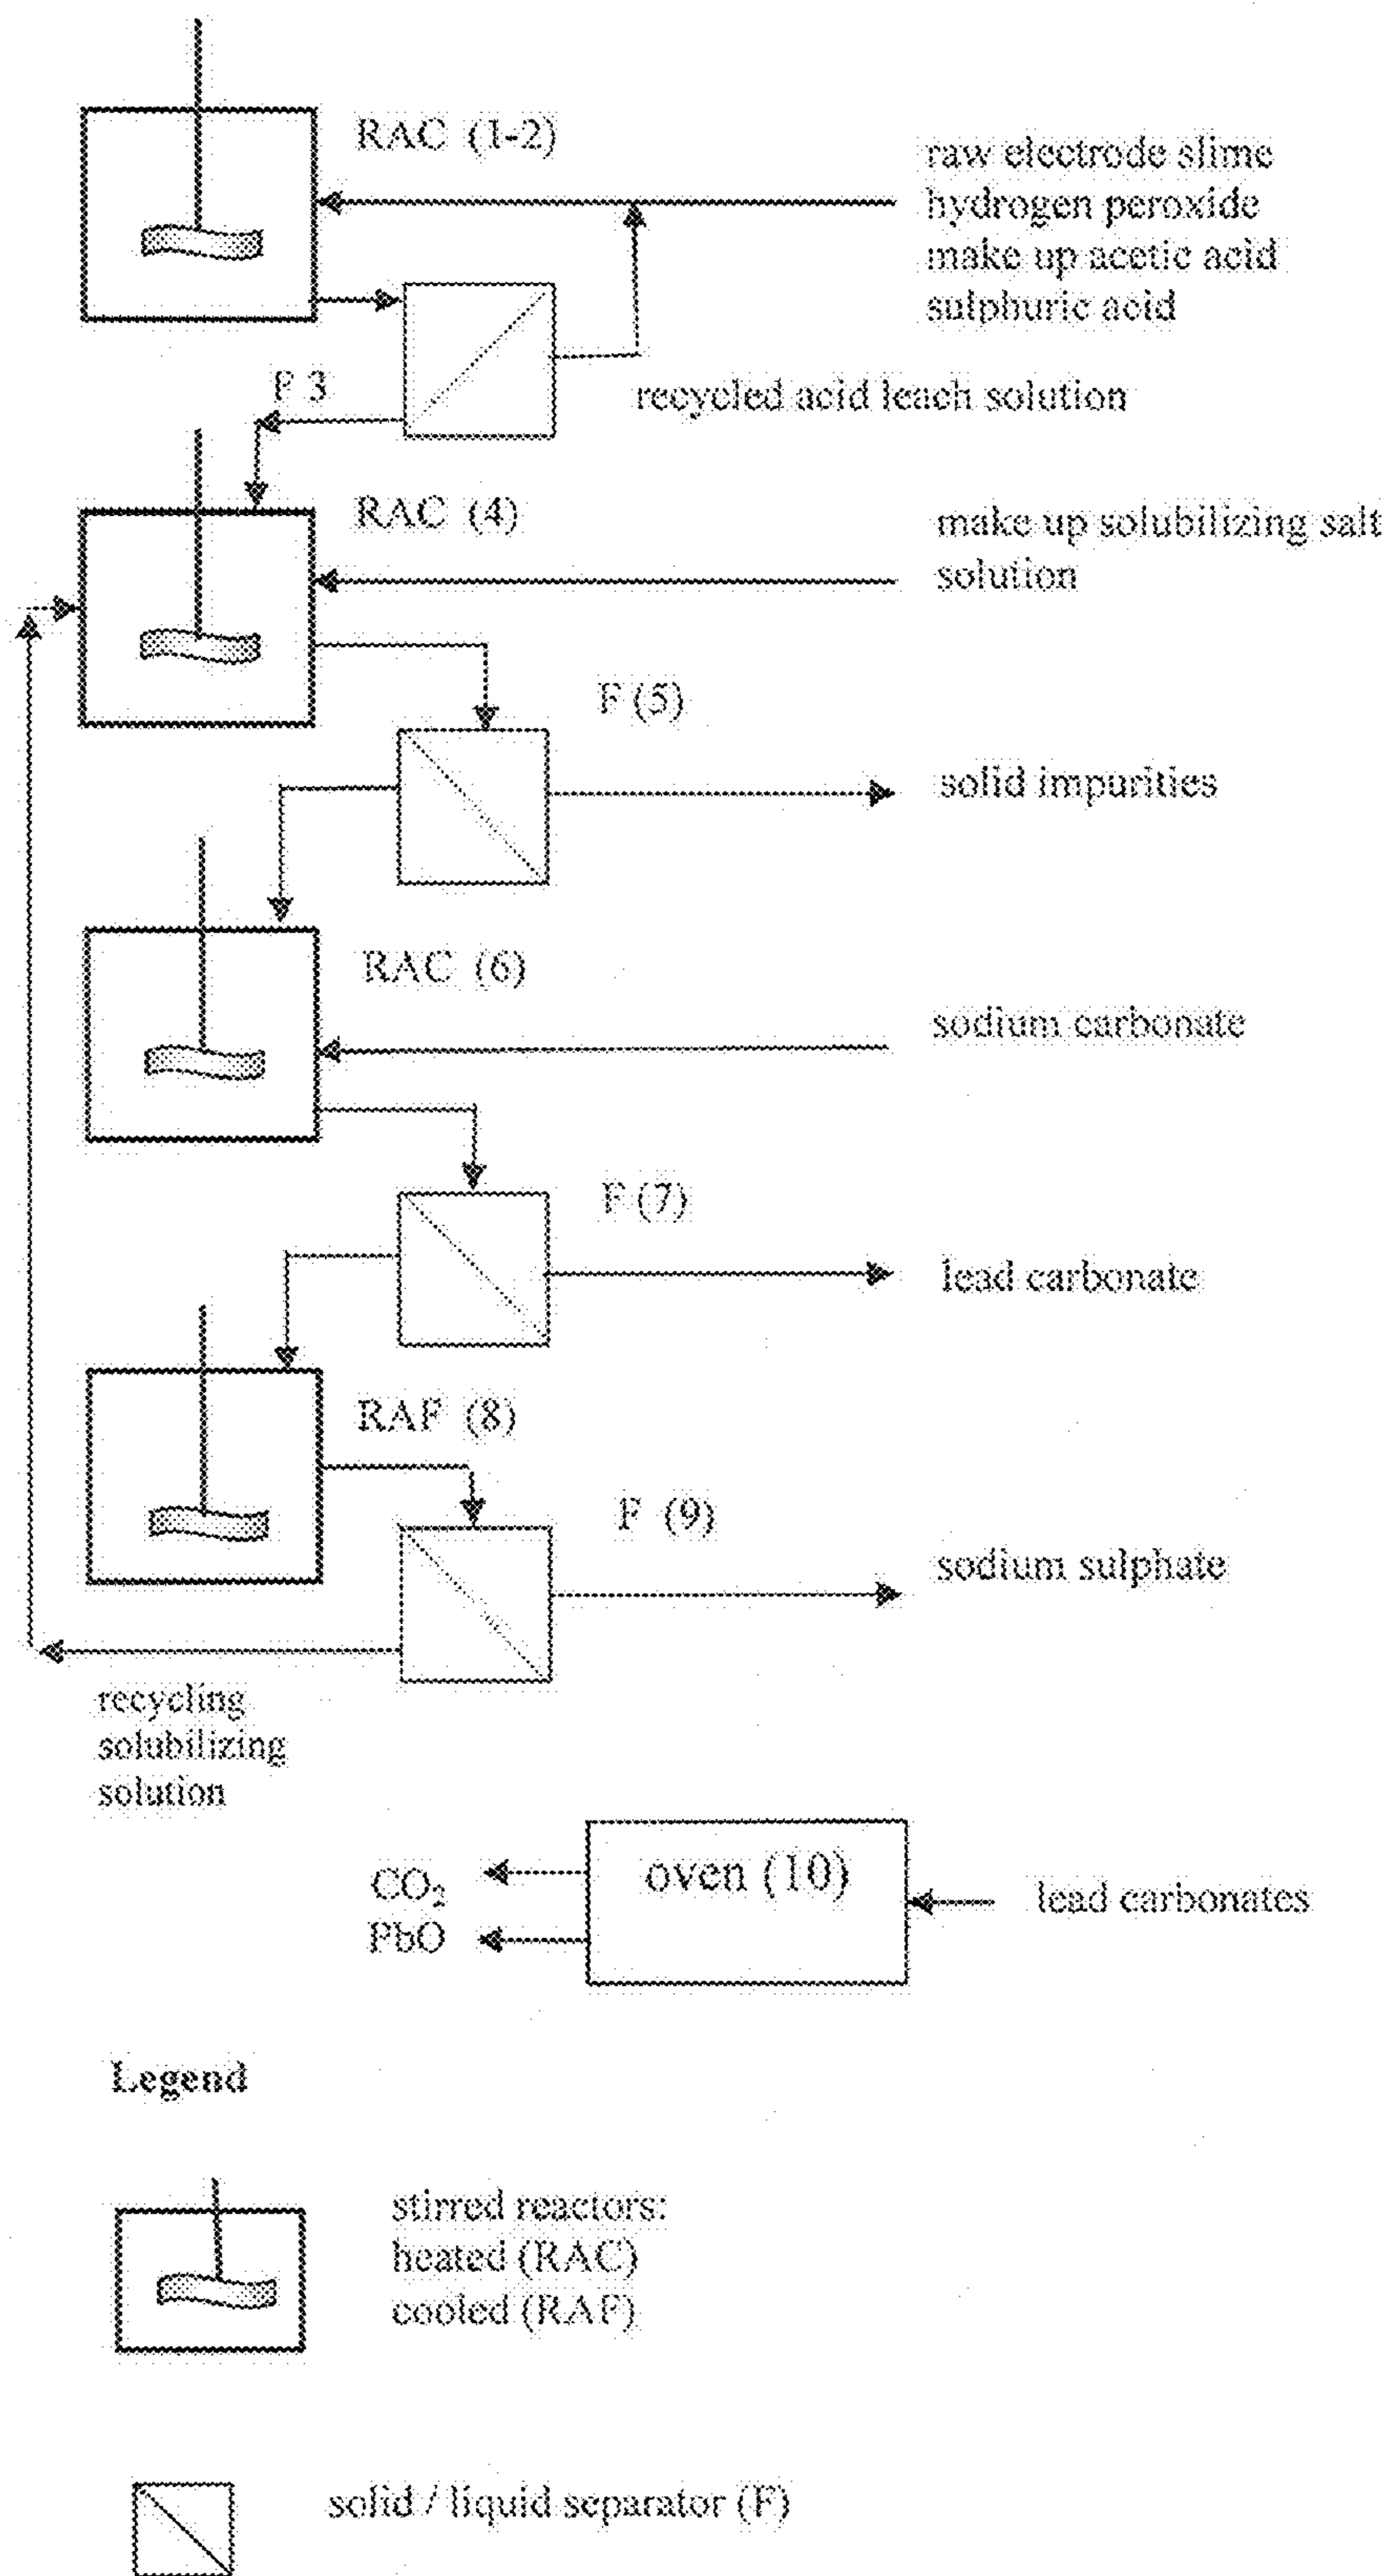 RAC (1-2)
raw electrode slime
hydrogen peroxide
make up acetic acid
sulphuric acid
F 3
recycled acid leach solution
RAC (4)
make up solubilizing salt
solution
F (5)
solid impurities
RAC (6)
sodium carbonate
F (7)
lead carbonate
RAF (8)
F (9)
sodium sulphate
recycling
solubilizing
solution
oven (10)
CO₂
PbO
lead carbonates
Legend
stirred reactors:
heated (RAC)
cooled (RAF)
solid / liquid separator (F)